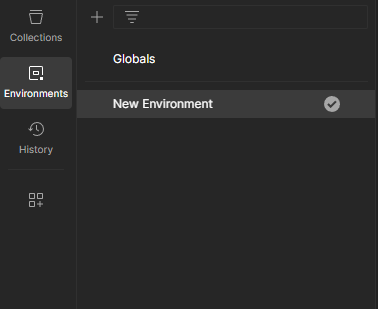 Collections
Environments
History
Globals
New Environment